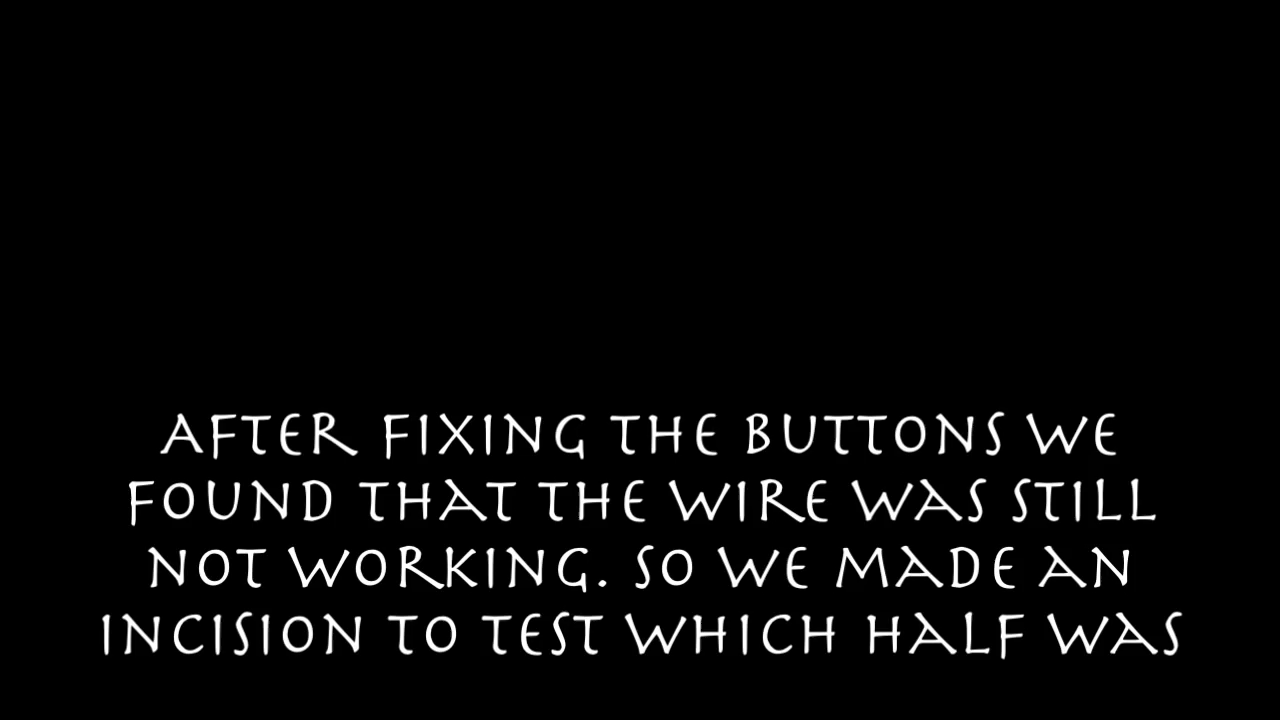 AFTER FIXING THE BUTTONS WE
FOUND THAT THE WIRE WAS STILL
NOT WORKING. SO WE MADE AN
INCISION TO TEST WHICH HALF WAS